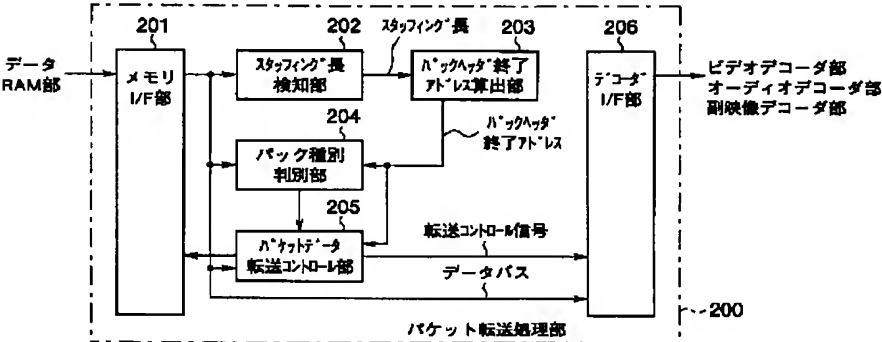 201
202
スタッフィング長
203
206
データ
RAM部
メモリ
I/F部
スタッフィング長
検知部
パックヘッダ終了
アドレス算出部
デコーダ
I/F部
ビデオデコーダ部
オーディオデコーダ部
副映像デコーダ部
204
パック種別
判別部
パックヘッダ
終了アドレス
205
パケットデータ
転送コントロール部
転送コントロール信号
データバス
200
パケット転送処理部